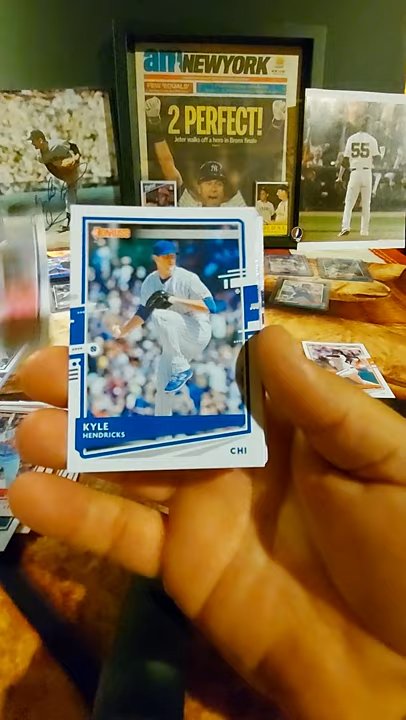 am NEWYORK
2 PERFECT!
Jeter walks off a hero in Bronx finale
55
DONRUSS
KYLE
HENDRICKS
CHI